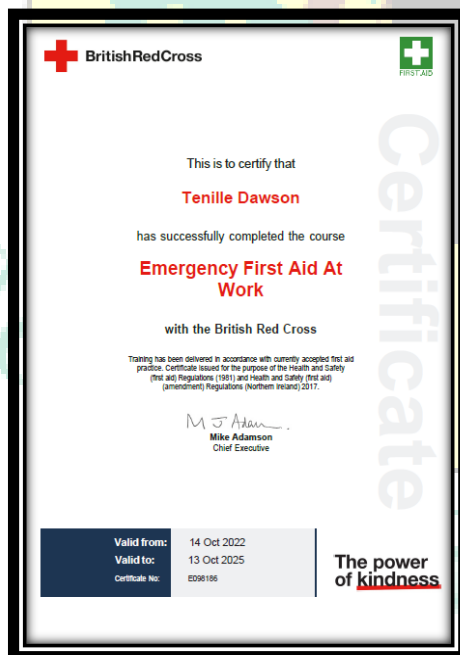 BritishRedCross
FIRST AID
Certificate
This is to certify that
Tenille Dawson
has successfully completed the course
Emergency First Aid At
Work
with the British Red Cross
Training has been delivered in accordance with currently accepted first aid
practice. Certificate issued for the purpose of the Health and Safety
(first aid) Regulations (1981) and Health and Safety (first aid)
(amendment) Regulations (Northern Ireland) 2017.
M J Adam
Mike Adamson
Chief Executive
Valid from: 14 Oct 2022
Valid to: 13 Oct 2025
Certificate No: E098186
The power
of kindness